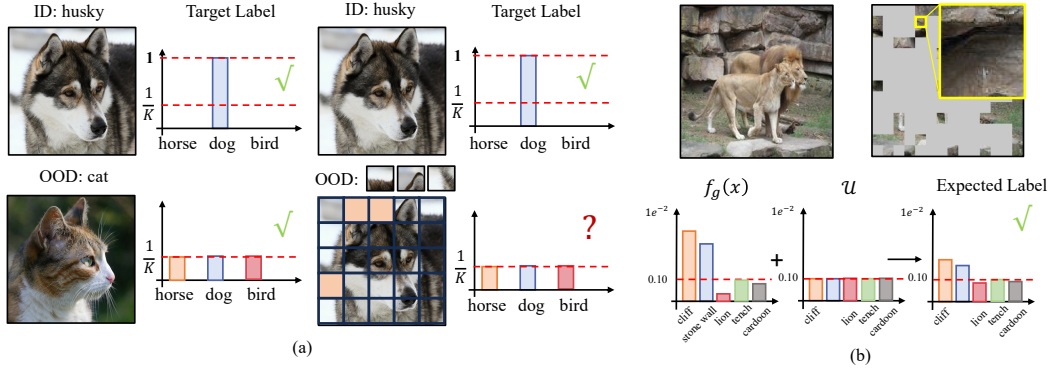 ID: husky
Target Label
1
1/K
horse dog bird
√
ID: husky
Target Label
1
1/K
horse dog bird
√
OOD: cat
1/K
horse dog bird
√
OOD:
1/K
horse dog bird
?
(a)
f_g(x)
1e^-2
0.10
cliff
stone wall
lion
tench
cardoon
+
𝒰
1e^-2
0.10
cliff
lion
tench
cardoon
Expected Label
1e^-2
0.10
cliff
lion
tench
cardoon
√
(b)